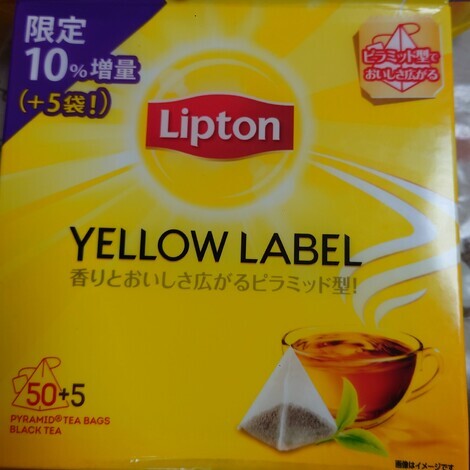 限定
10%増量
(+5袋!)
ピラミッド型で
おいしさ広がる
Lipton
YELLOW LABEL
香りとおいしさ広がるピラミッド型!
50+5
PYRAMID® TEA BAGS
BLACK TEA
画像はイメージです